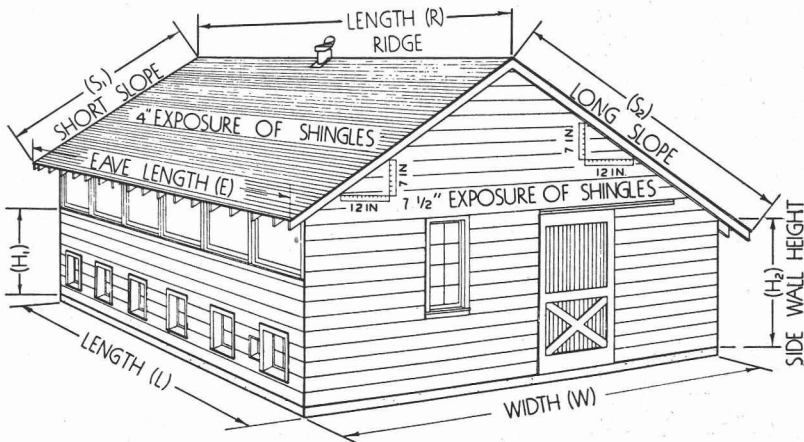 LENGTH (R)
RIDGE
(S₁)
SHORT SLOPE
(S₂)
LONG SLOPE
4" EXPOSURE OF SHINGLES
EAVE LENGTH (E)
7 IN
12 IN
7 IN
12 IN.
7 1/2" EXPOSURE OF SHINGLES
(H₁)
(H₂)
SIDE WALL HEIGHT
LENGTH (L)
WIDTH (W)